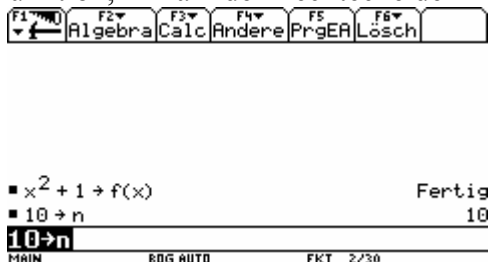 F1 F2 Algebra F3 Calc F4 Andere F5 PrgEA F6 Lösch
x² + 1 → f(x) Fertig
10 → n 10
10→n
MAIN BOG AUTO FKT 2/30